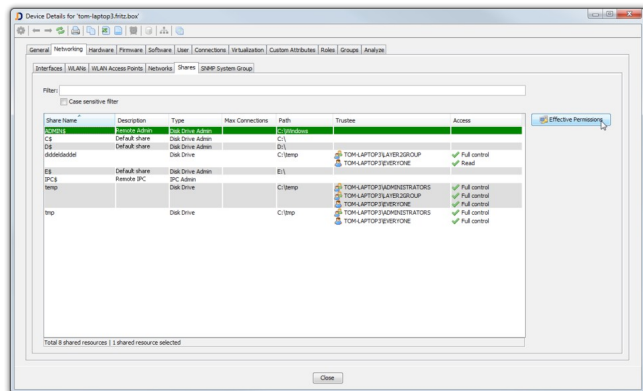 Device Details for 'tom-laptop3.fritz.box'
General Networking Hardware Firmware Software User Connections Virtualization Custom Attributes Roles Groups Analyze
Interfaces WLANs WLAN Access Points Networks Shares SNMP System Group
Filter:
Case sensitive filter
Share Name Description Type Max Connections Path Trustee Access
Effective Permissions
ADMIN$ Remote Admin Disk Drive Admin C:\Windows
C$ Default share Disk Drive Admin C:\
D$ Default share Disk Drive Admin D:\
diddeldaddel Disk Drive C:\temp TOM-LAPTOP3\LAYER2GROUP Full control
TOM-LAPTOP3\EVERYONE Read
E$ Default share Disk Drive Admin E:\
IPC$ Remote IPC IPC Admin
temp Disk Drive C:\temp TOM-LAPTOP3\ADMINISTRATORS Full control
TOM-LAPTOP3\LAYER2GROUP Full control
TOM-LAPTOP3\EVERYONE Full control
tmp Disk Drive C:\tmp TOM-LAPTOP3\ADMINISTRATORS Full control
TOM-LAPTOP3\EVERYONE Full control
Total 8 shared resources | 1 shared resource selected
Close